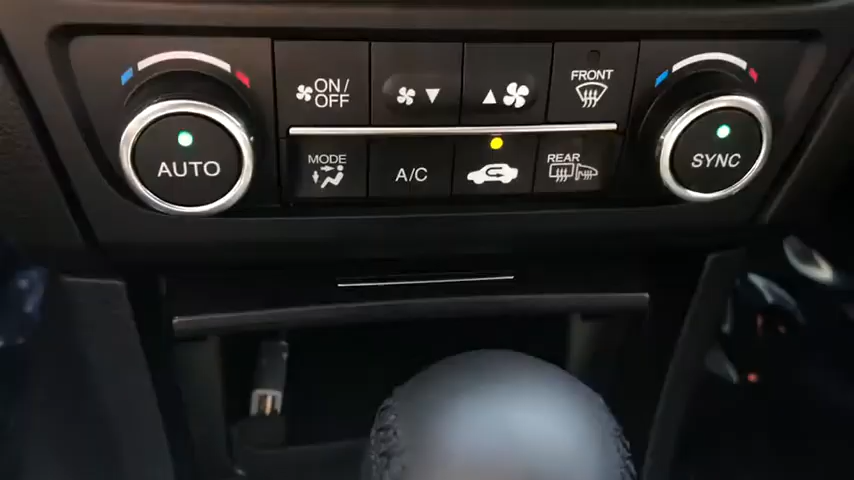 ON/
OFF
FRONT
AUTO
MODE
A/C
REAR
SYNC